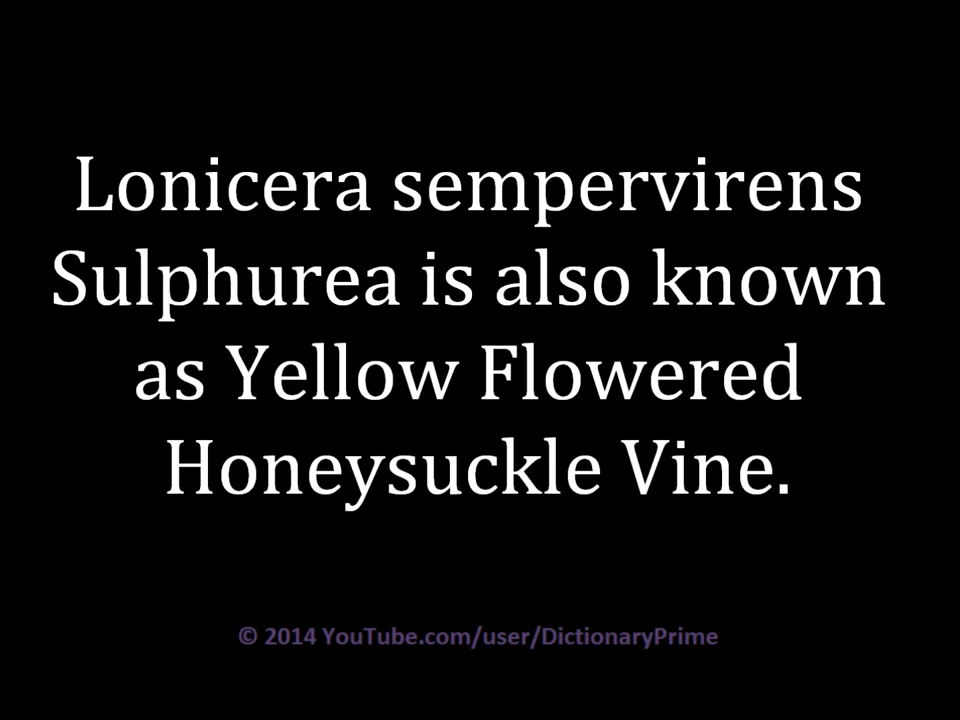 Lonicera sempervirens
Sulphurea is also known
as Yellow Flowered
Honeysuckle Vine.
© 2014 YouTube.com/user/DictionaryPrime